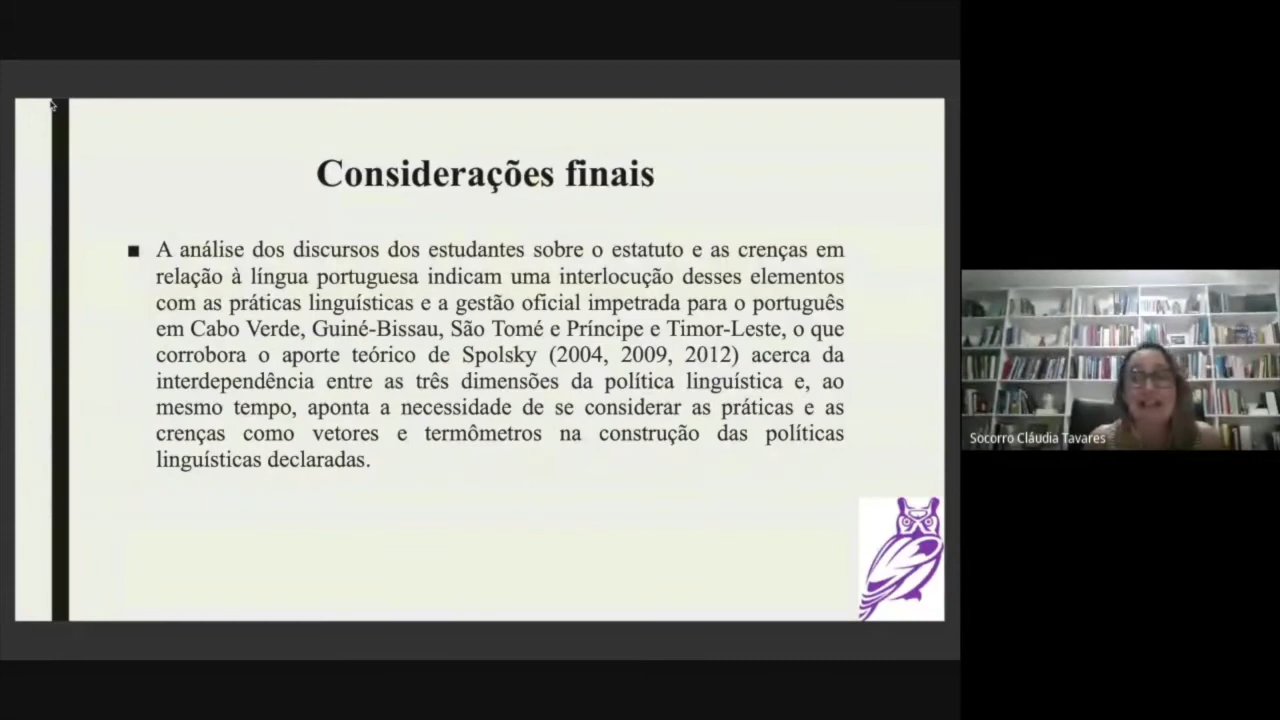 Considerações finais
A análise dos discursos dos estudantes sobre o estatuto e as crenças em
relação à língua portuguesa indicam uma interlocução desses elementos
com as práticas linguísticas e a gestão oficial impetrada para o português
em Cabo Verde, Guiné-Bissau, São Tomé e Príncipe e Timor-Leste, o que
corrobora o aporte teórico de Spolsky (2004, 2009, 2012) acerca da
interdependência entre as três dimensões da política linguística e, ao
mesmo tempo, aponta a necessidade de se considerar as práticas e as
crenças como vetores e termômetros na construção das políticas
linguísticas declaradas.
Socorro Cláudia Tavares